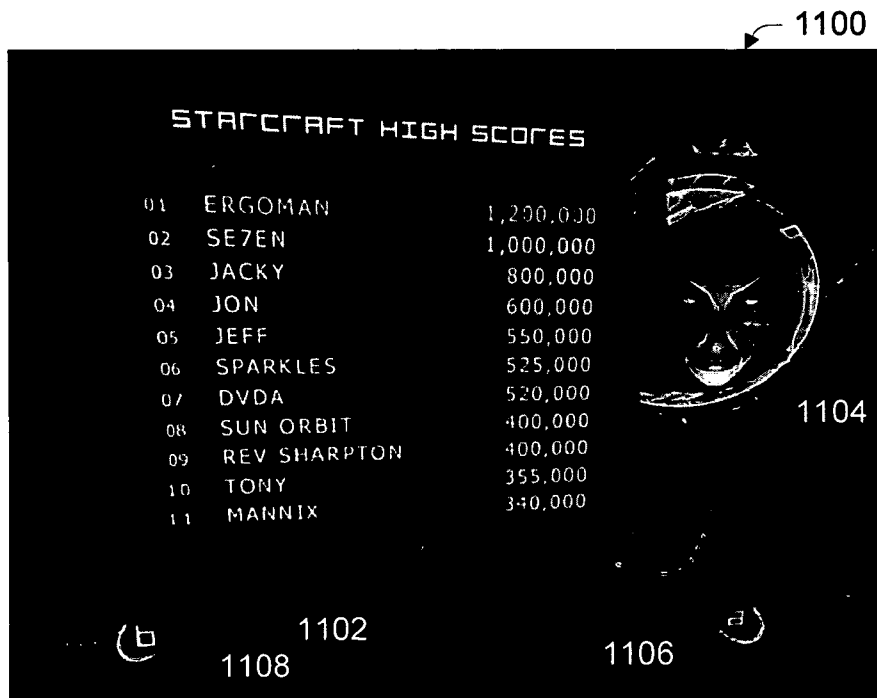 1100
STARCRAFT HIGH SCORES
01 ERGOMAN 1,200,000
02 SE7EN 1,000,000
03 JACKY 800,000
04 JON 600,000
05 JEFF 550,000
06 SPARKLES 525,000
07 DVDA 520,000
08 SUN ORBIT 400,000
09 REV SHARPTON 400,000
10 TONY 355,000
11 MANNIX 340,000
1104
b 1102 a
1108 1106